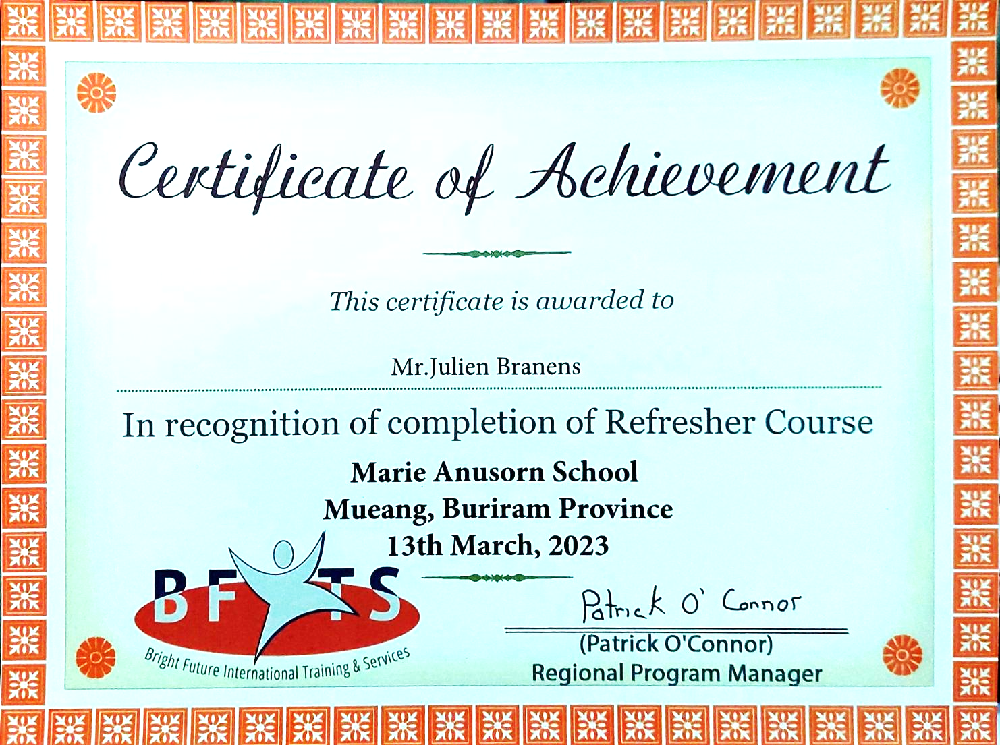 Certificate of Achievement
This certificate is awarded to
Mr.Julien Branens
In recognition of completion of Refresher Course
Marie Anusorn School
Mueang, Buriram Province
13th March, 2023
BFITS
Bright Future International Training & Services
Patrick O' Connor
(Patrick O'Connor)
Regional Program Manager